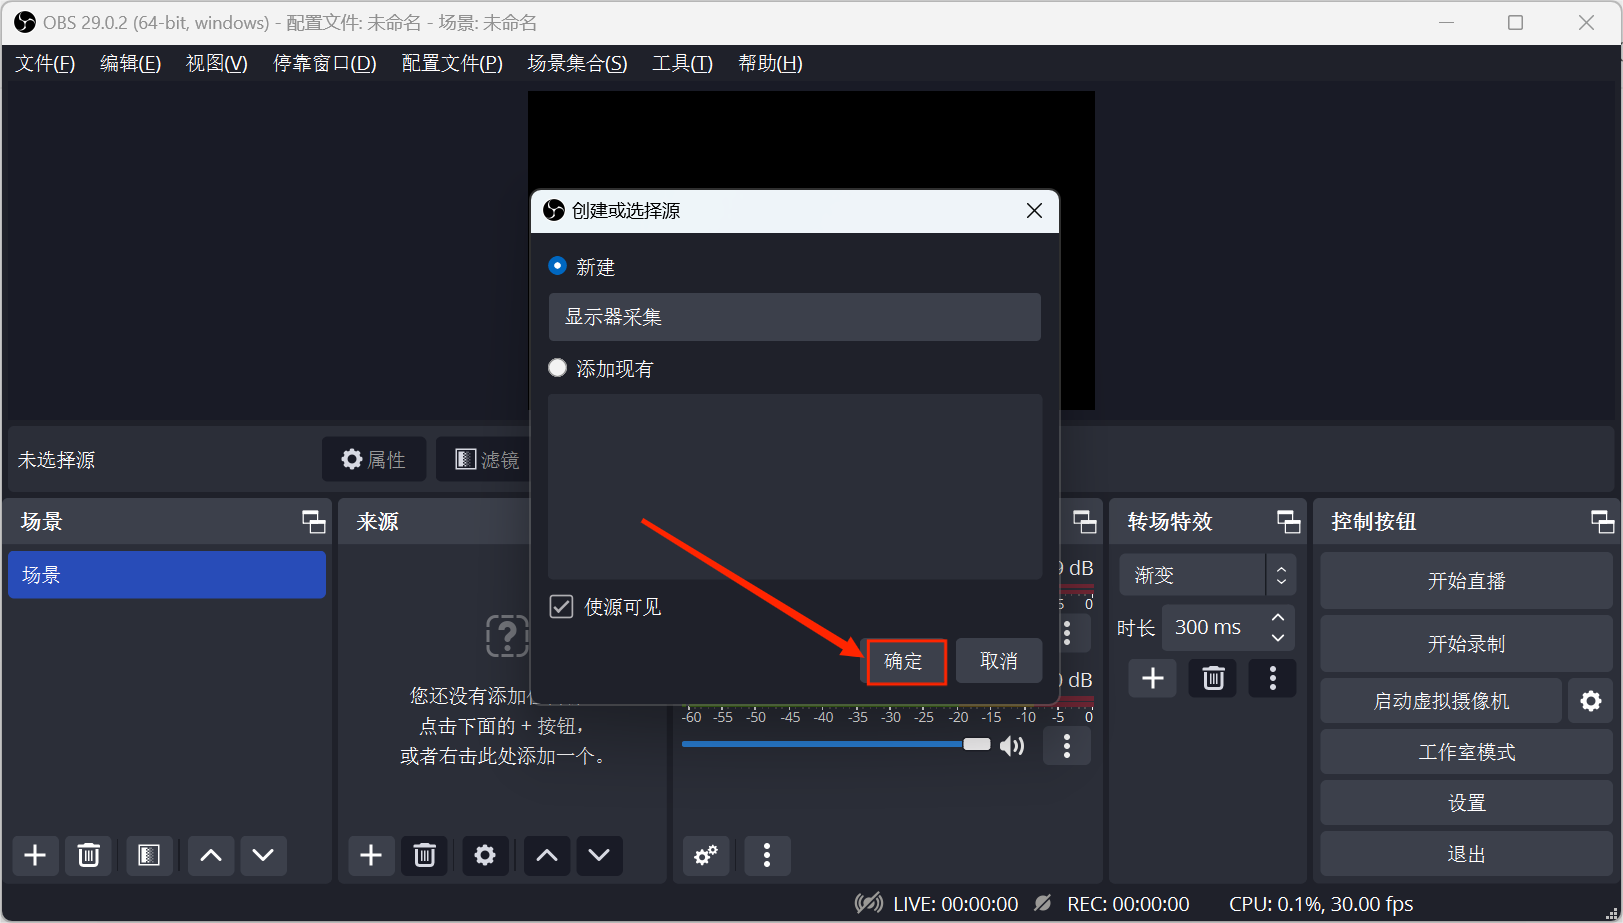 OBS 29.0.2 (64-bit, windows) - 配置文件: 未命名 - 场景: 未命名
文件(F) 编辑(E) 视图(V) 停靠窗口(D) 配置文件(P) 场景集合(S) 工具(T) 帮助(H)
创建或选择源
新建
显示器采集
添加现有
使源可见
确定 取消
未选择源 属性 滤镜
场景
场景
来源
您还没有添加
点击下面的 + 按钮，
或者右击此处添加一个。
dB
0
dB
-60 -55 -50 -45 -40 -35 -30 -25 -20 -15 -10 -5 0
转场特效
渐变
时长 300 ms
控制按钮
开始直播
开始录制
启动虚拟摄像机
工作室模式
设置
退出
LIVE: 00:00:00 REC: 00:00:00 CPU: 0.1%, 30.00 fps